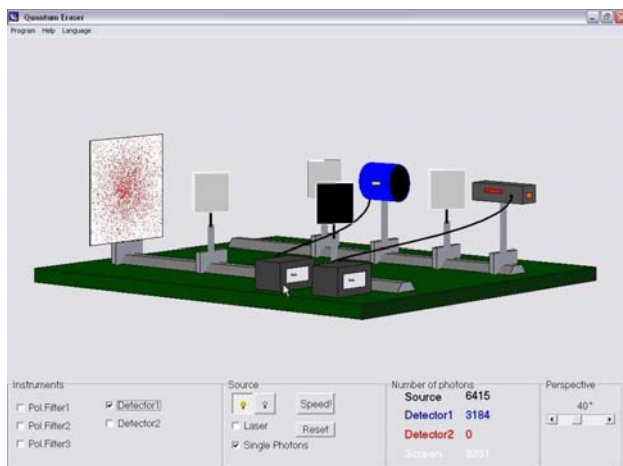 Quantum Eraser
Program Help Language
Instruments
Pol.Filter1
Pol.Filter2
Pol.Filter3
Detector1
Detector2
Source
Laser
Single Photons
Speed!
Reset
Number of photons
Source 6415
Detector1 3184
Detector2 0
Screen 3231
Perspective
40°